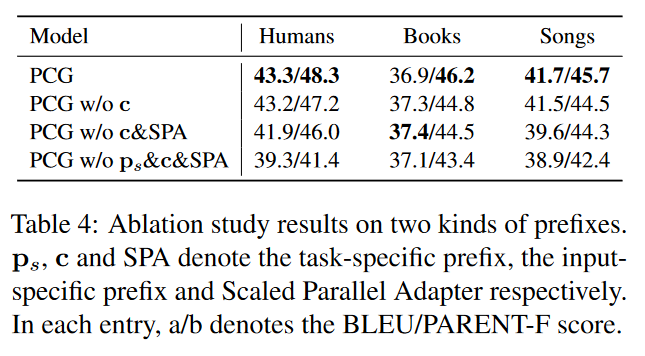 Model Humans Books Songs
PCG 43.3/48.3 36.9/46.2 41.7/45.7
PCG w/o c 43.2/47.2 37.3/44.8 41.5/44.5
PCG w/o c&SPA 41.9/46.0 37.4/44.5 39.6/44.3
PCG w/o pₛ&c&SPA 39.3/41.4 37.1/43.4 38.9/42.4
Table 4: Ablation study results on two kinds of prefixes.
pₛ, c and SPA denote the task-specific prefix, the input-
specific prefix and Scaled Parallel Adapter respectively.
In each entry, a/b denotes the BLEU/PARENT-F score.